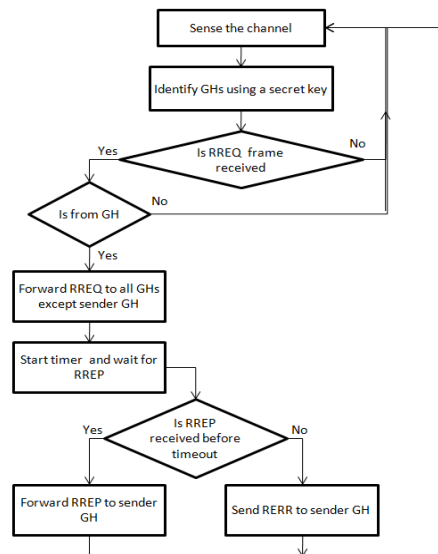 Sense the channel
Identify GHs using a secret key
Yes
Is RREQ frame
received
No
Is from GH
No
Yes
Forward RREQ to all GHs
except sender GH
Start timer and wait for
RREP
Yes
Is RREP
received before
timeout
No
Forward RREP to sender
GH
Send RERR to sender GH